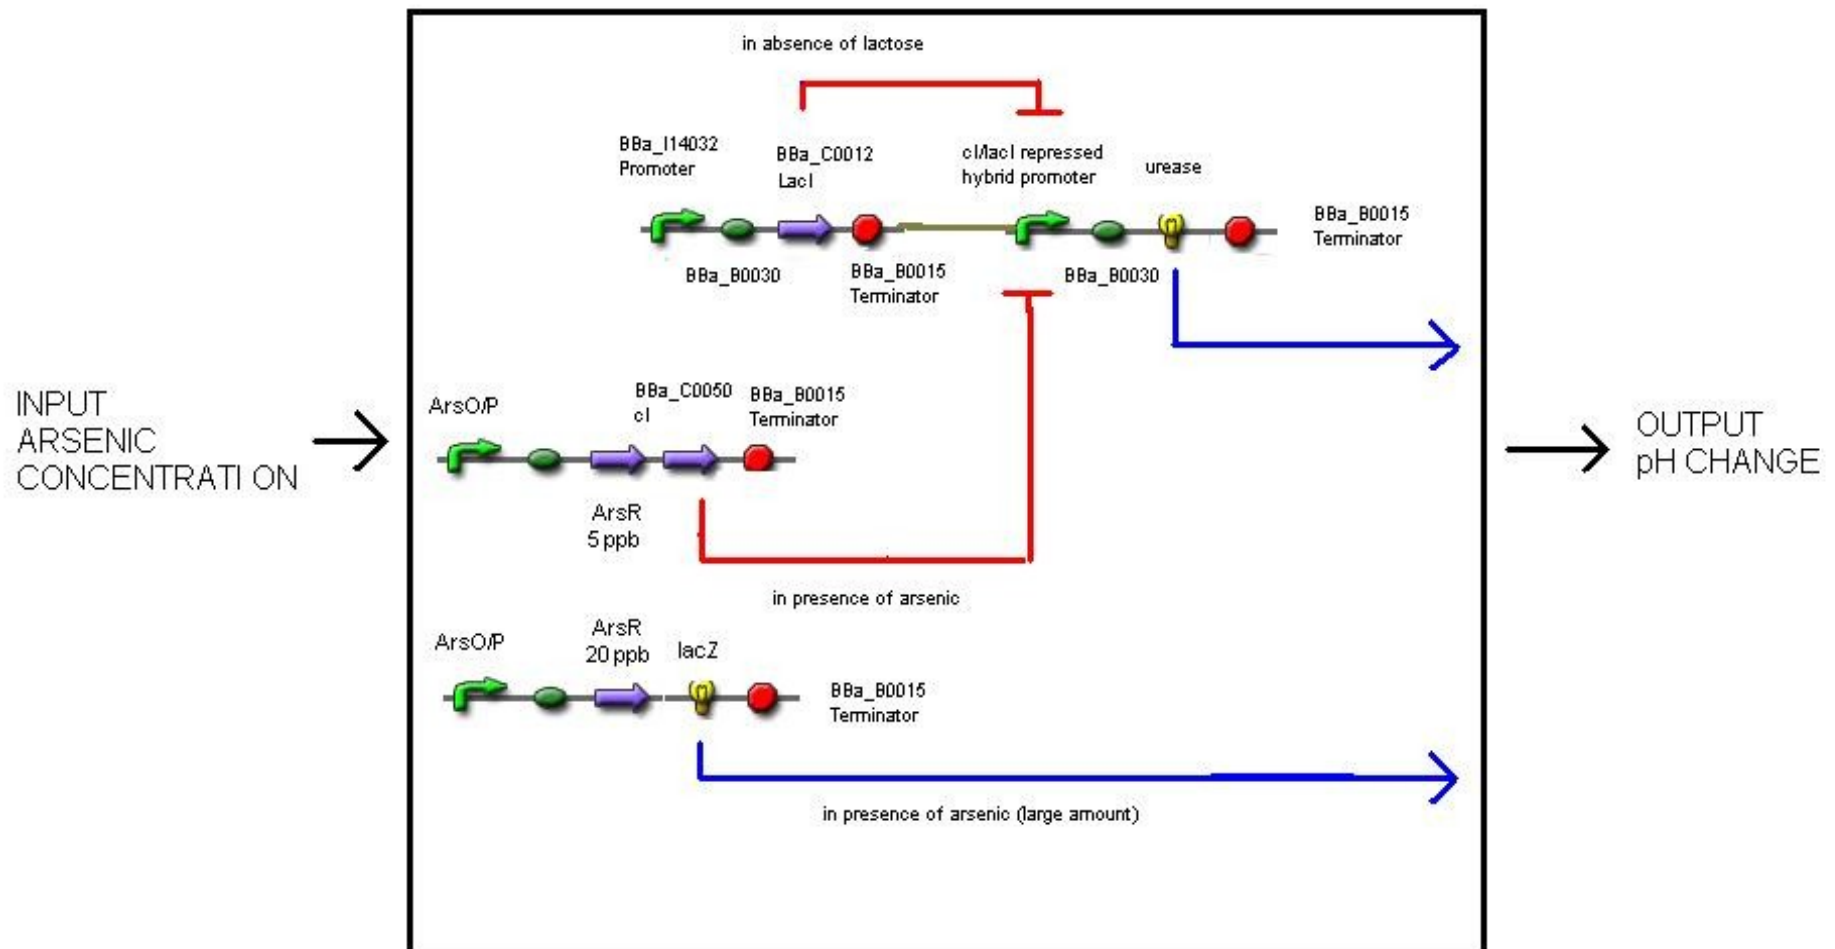 in absence of lactose
BBa_I14032
Promoter
BBa_C0012
LacI
cI/lacI repressed
hybrid promoter
urease
BBa_B0015
Terminator
BBa_B0030
BBa_B0015
Terminator
BBa_B0030
INPUT
ARSENIC
CONCENTRATION
ArsO/P
BBa_C0050
cI
BBa_B0015
Terminator
ArsR
5 ppb
OUTPUT
pH CHANGE
in presence of arsenic
ArsO/P
ArsR
20 ppb
lacZ
BBa_B0015
Terminator
in presence of arsenic (large amount)